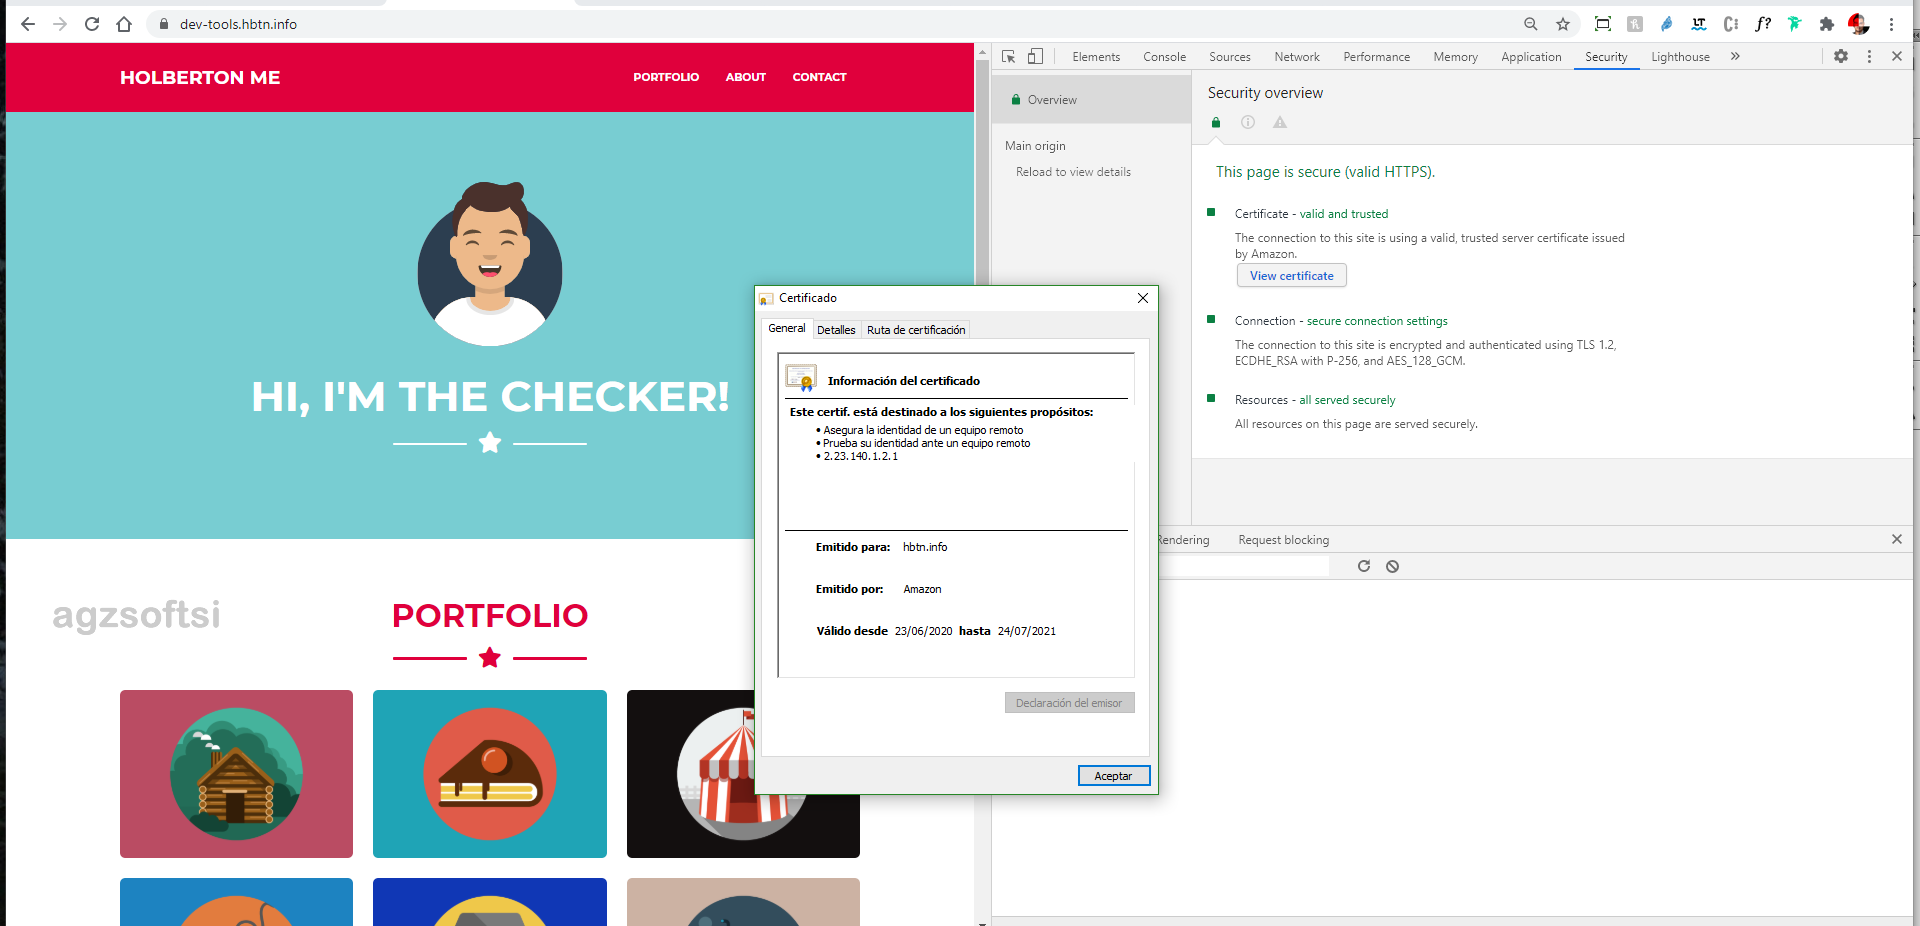 dev-tools.hbtn.info
HOLBERTON ME
PORTFOLIO ABOUT CONTACT
HI, I'M THE CHECKER!
agzsoftsi
PORTFOLIO
Elements Console Sources Network Performance Memory Application Security Lighthouse »
Overview
Main origin
Reload to view details
Security overview
This page is secure (valid HTTPS).
Certificate - valid and trusted
The connection to this site is using a valid, trusted server certificate issued
by Amazon.
View certificate
Connection - secure connection settings
The connection to this site is encrypted and authenticated using TLS 1.2,
ECDHE_RSA with P-256, and AES_128_GCM.
Resources - all served securely
All resources on this page are served securely.
Rendering Request blocking
Certificado
General Detalles Ruta de certificación
Información del certificado
Este certif. está destinado a los siguientes propósitos:
• Asegura la identidad de un equipo remoto
• Prueba su identidad ante un equipo remoto
• 2.23.140.1.2.1
Emitido para: hbtn.info
Emitido por: Amazon
Válido desde 23/06/2020 hasta 24/07/2021
Declaración del emisor
Aceptar